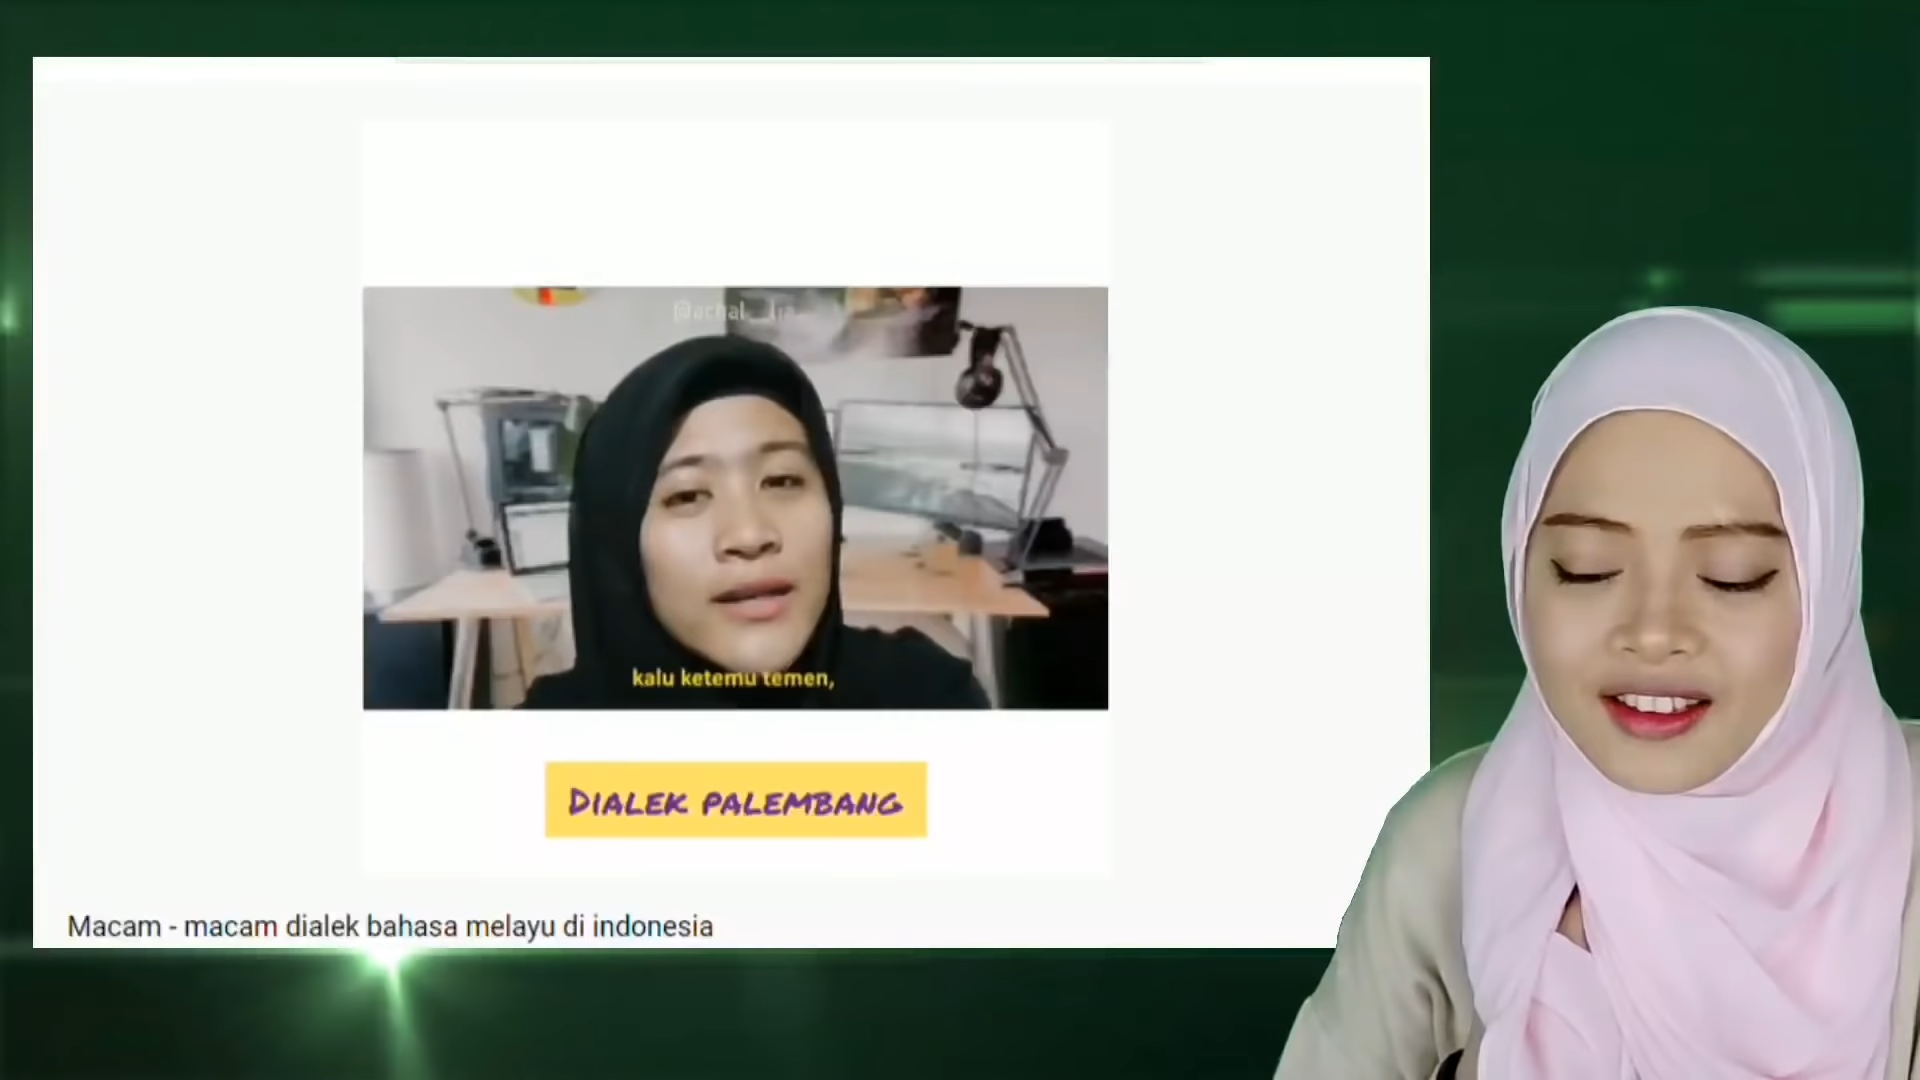 kalu ketemu temen,
DIALEK PALEMBANG
Macam - macam dialek bahasa melayu di indonesia